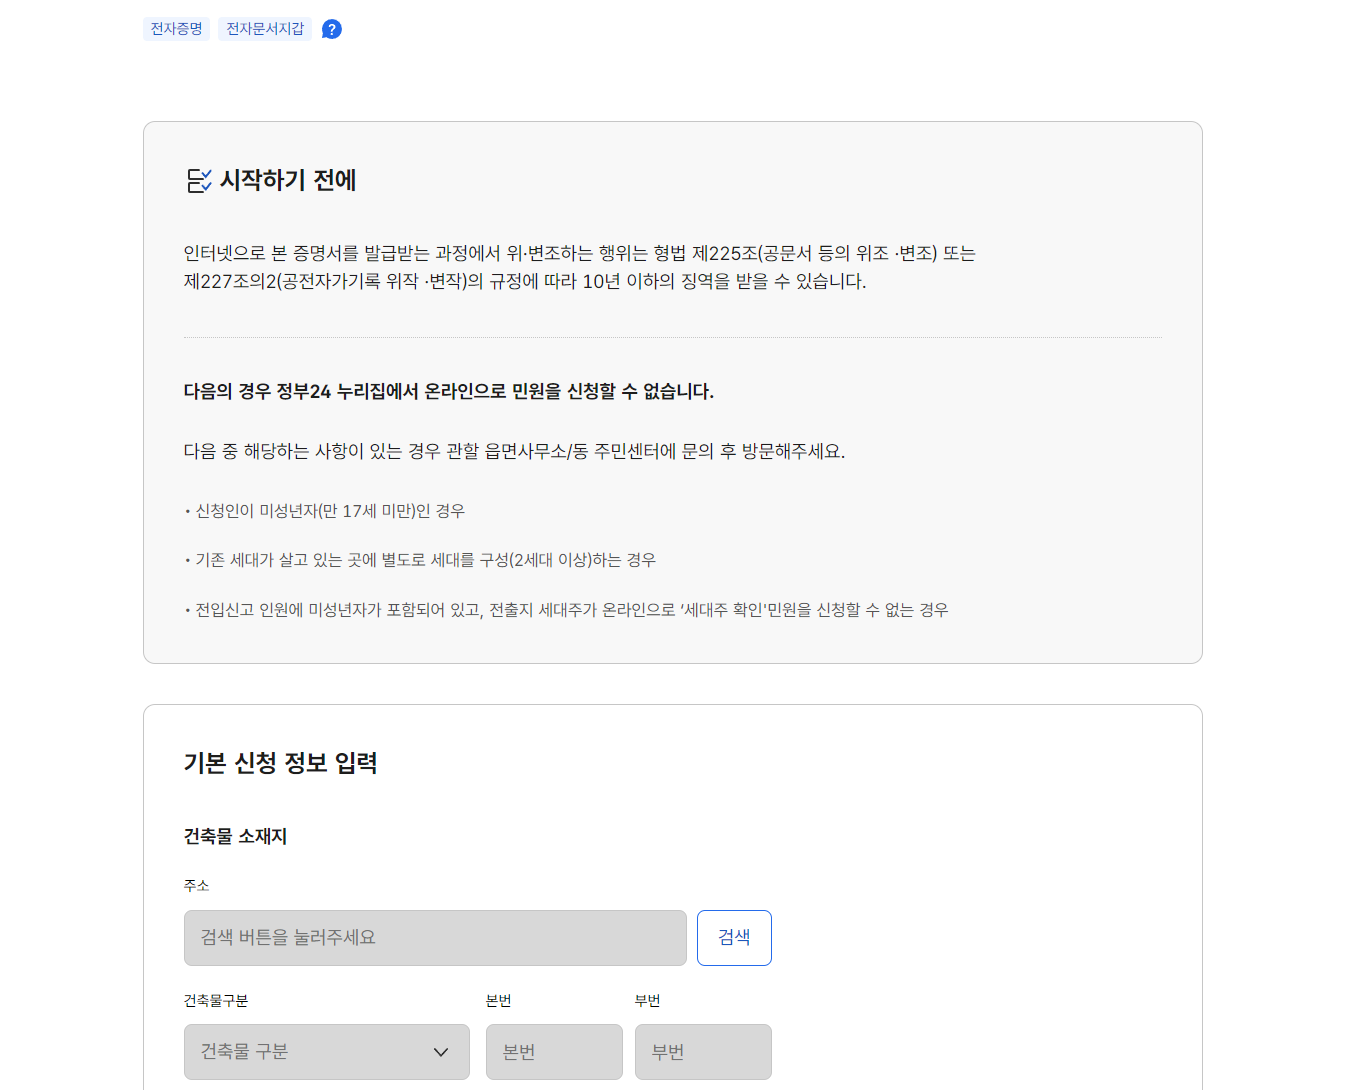 전자증명 전자문서지갑 ?
시작하기 전에
인터넷으로 본 증명서를 발급받는 과정에서 위·변조하는 행위는 형법 제225조(공문서 등의 위조 ·변조) 또는
제227조의2(공전자가기록 위작 ·변작)의 규정에 따라 10년 이하의 징역을 받을 수 있습니다.
다음의 경우 정부24 누리집에서 온라인으로 민원을 신청할 수 없습니다.
다음 중 해당하는 사항이 있는 경우 관할 읍면사무소/동 주민센터에 문의 후 방문해주세요.
• 신청인이 미성년자(만 17세 미만)인 경우
• 기존 세대가 살고 있는 곳에 별도로 세대를 구성(2세대 이상)하는 경우
• 전입신고 인원에 미성년자가 포함되어 있고, 전출지 세대주가 온라인으로 ‘세대주 확인'민원을 신청할 수 없는 경우
기본 신청 정보 입력
건축물 소재지
주소
검색 버튼을 눌러주세요 검색
건축물구분 본번 부번
건축물 구분 본번 부번